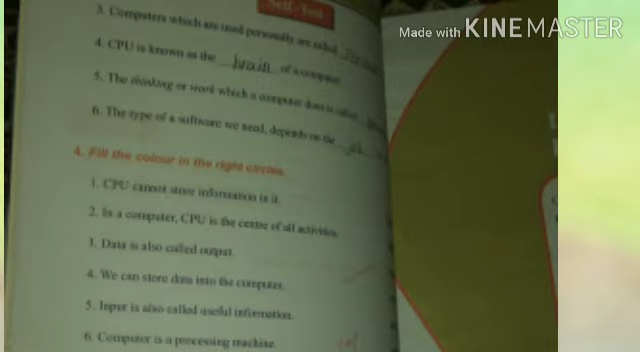 Self-Test
3. Computers which are used personally are called
4. CPU is known as the brain of a computer.
5. The thinking or work which a computer does is called
6. The type of a software we need, depends on the
4. Fill the colour in the right circles.
1. CPU cannot store information in it.
2. In a computer, CPU is the centre of all activities.
3. Data is also called output.
4. We can store data into the computer.
5. Input is also called useful information.
6. Computer is a processing machine.
Made with KINEMASTER